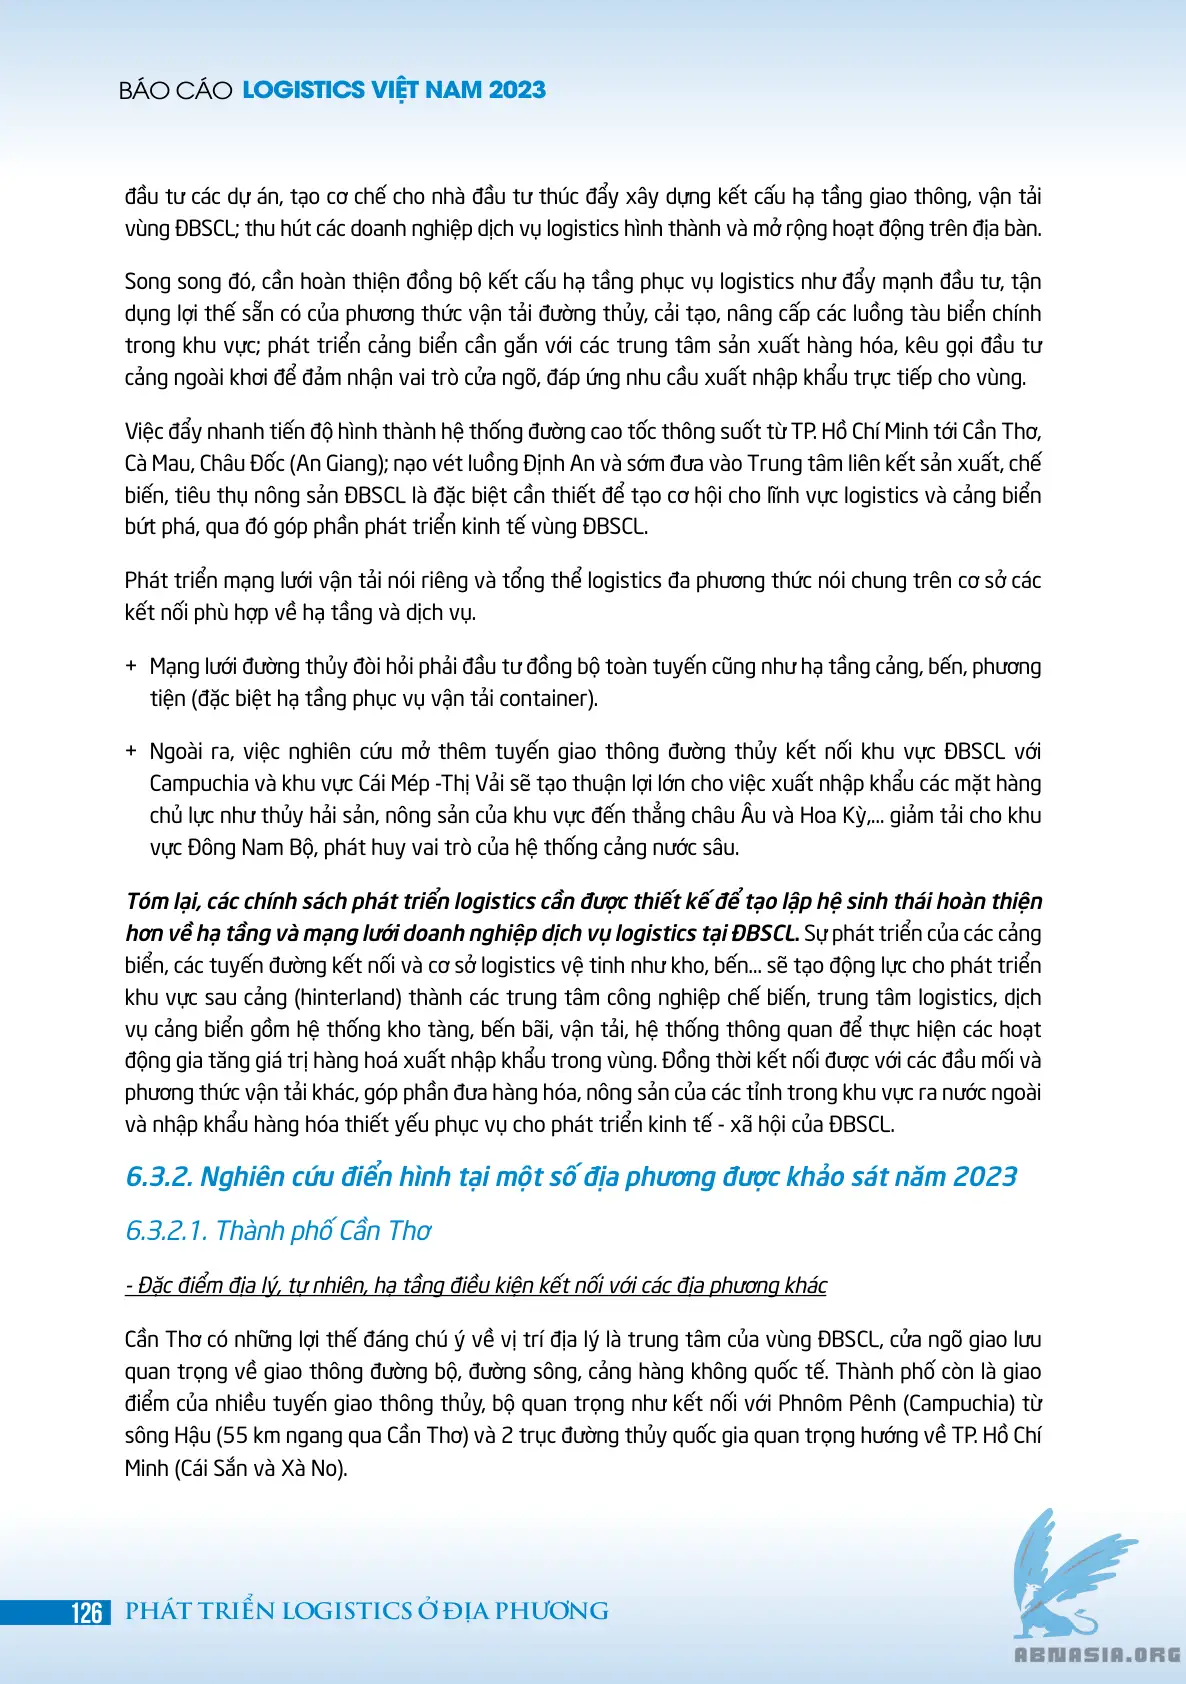 BÁO CÁO LOGISTICS VIỆT NAM 2023
đầu tư các dự án, tạo cơ chế cho nhà đầu tư thúc đẩy xây dựng kết cấu hạ tầng giao thông, vận tải
vùng ĐBSCL; thu hút các doanh nghiệp dịch vụ logistics hình thành và mở rộng hoạt động trên địa bàn.
Song song đó, cần hoàn thiện đồng bộ kết cấu hạ tầng phục vụ logistics như đẩy mạnh đầu tư, tận
dụng lợi thế sẵn có của phương thức vận tải đường thủy, cải tạo, nâng cấp các luồng tàu biển chính
trong khu vực; phát triển cảng biển cần gắn với các trung tâm sản xuất hàng hóa, kêu gọi đầu tư
cảng ngoài khơi để đảm nhận vai trò cửa ngõ, đáp ứng nhu cầu xuất nhập khẩu trực tiếp cho vùng.
Việc đẩy nhanh tiến độ hình thành hệ thống đường cao tốc thông suốt từ TP. Hồ Chí Minh tới Cần Thơ,
Cà Mau, Châu Đốc (An Giang); nạo vét luồng Định An và sớm đưa vào Trung tâm liên kết sản xuất, chế
biến, tiêu thụ nông sản ĐBSCL là đặc biệt cần thiết để tạo cơ hội cho lĩnh vực logistics và cảng biển
bứt phá, qua đó góp phần phát triển kinh tế vùng ĐBSCL.
Phát triển mạng lưới vận tải nói riêng và tổng thể logistics đa phương thức nói chung trên cơ sở các
kết nối phù hợp về hạ tầng và dịch vụ.
+ Mạng lưới đường thủy đòi hỏi phải đầu tư đồng bộ toàn tuyến cũng như hạ tầng cảng, bến, phương
tiện (đặc biệt hạ tầng phục vụ vận tải container).
+ Ngoài ra, việc nghiên cứu mở thêm tuyến giao thông đường thủy kết nối khu vực ĐBSCL với
Campuchia và khu vực Cái Mép -Thị Vải sẽ tạo thuận lợi lớn cho việc xuất nhập khẩu các mặt hàng
chủ lực như thủy hải sản, nông sản của khu vực đến thẳng châu Âu và Hoa Kỳ,... giảm tải cho khu
vực Đông Nam Bộ, phát huy vai trò của hệ thống cảng nước sâu.
Tóm lại, các chính sách phát triển logistics cần được thiết kế để tạo lập hệ sinh thái hoàn thiện
hơn về hạ tầng và mạng lưới doanh nghiệp dịch vụ logistics tại ĐBSCL. Sự phát triển của các cảng
biển, các tuyến đường kết nối và cơ sở logistics vệ tinh như kho, bến... sẽ tạo động lực cho phát triển
khu vực sau cảng (hinterland) thành các trung tâm công nghiệp chế biến, trung tâm logistics, dịch
vụ cảng biển gồm hệ thống kho tàng, bến bãi, vận tải, hệ thống thông quan để thực hiện các hoạt
động gia tăng giá trị hàng hoá xuất nhập khẩu trong vùng. Đồng thời kết nối được với các đầu mối và
phương thức vận tải khác, góp phần đưa hàng hóa, nông sản của các tỉnh trong khu vực ra nước ngoài
và nhập khẩu hàng hóa thiết yếu phục vụ cho phát triển kinh tế - xã hội của ĐBSCL.
6.3.2. Nghiên cứu điển hình tại một số địa phương được khảo sát năm 2023
6.3.2.1. Thành phố Cần Thơ
- Đặc điểm địa lý, tự nhiên, hạ tầng điều kiện kết nối với các địa phương khác
Cần Thơ có những lợi thế đáng chú ý về vị trí địa lý là trung tâm của vùng ĐBSCL, cửa ngõ giao lưu
quan trọng về giao thông đường bộ, đường sông, cảng hàng không quốc tế. Thành phố còn là giao
điểm của nhiều tuyến giao thông thủy, bộ quan trọng như kết nối với Phnôm Pênh (Campuchia) từ
sông Hậu (55 km ngang qua Cần Thơ) và 2 trục đường thủy quốc gia quan trọng hướng về TP. Hồ Chí
Minh (Cái Sắn và Xà No).
126 PHÁT TRIỂN LOGISTICS Ở ĐỊA PHƯƠNG
ABNASIA.ORG